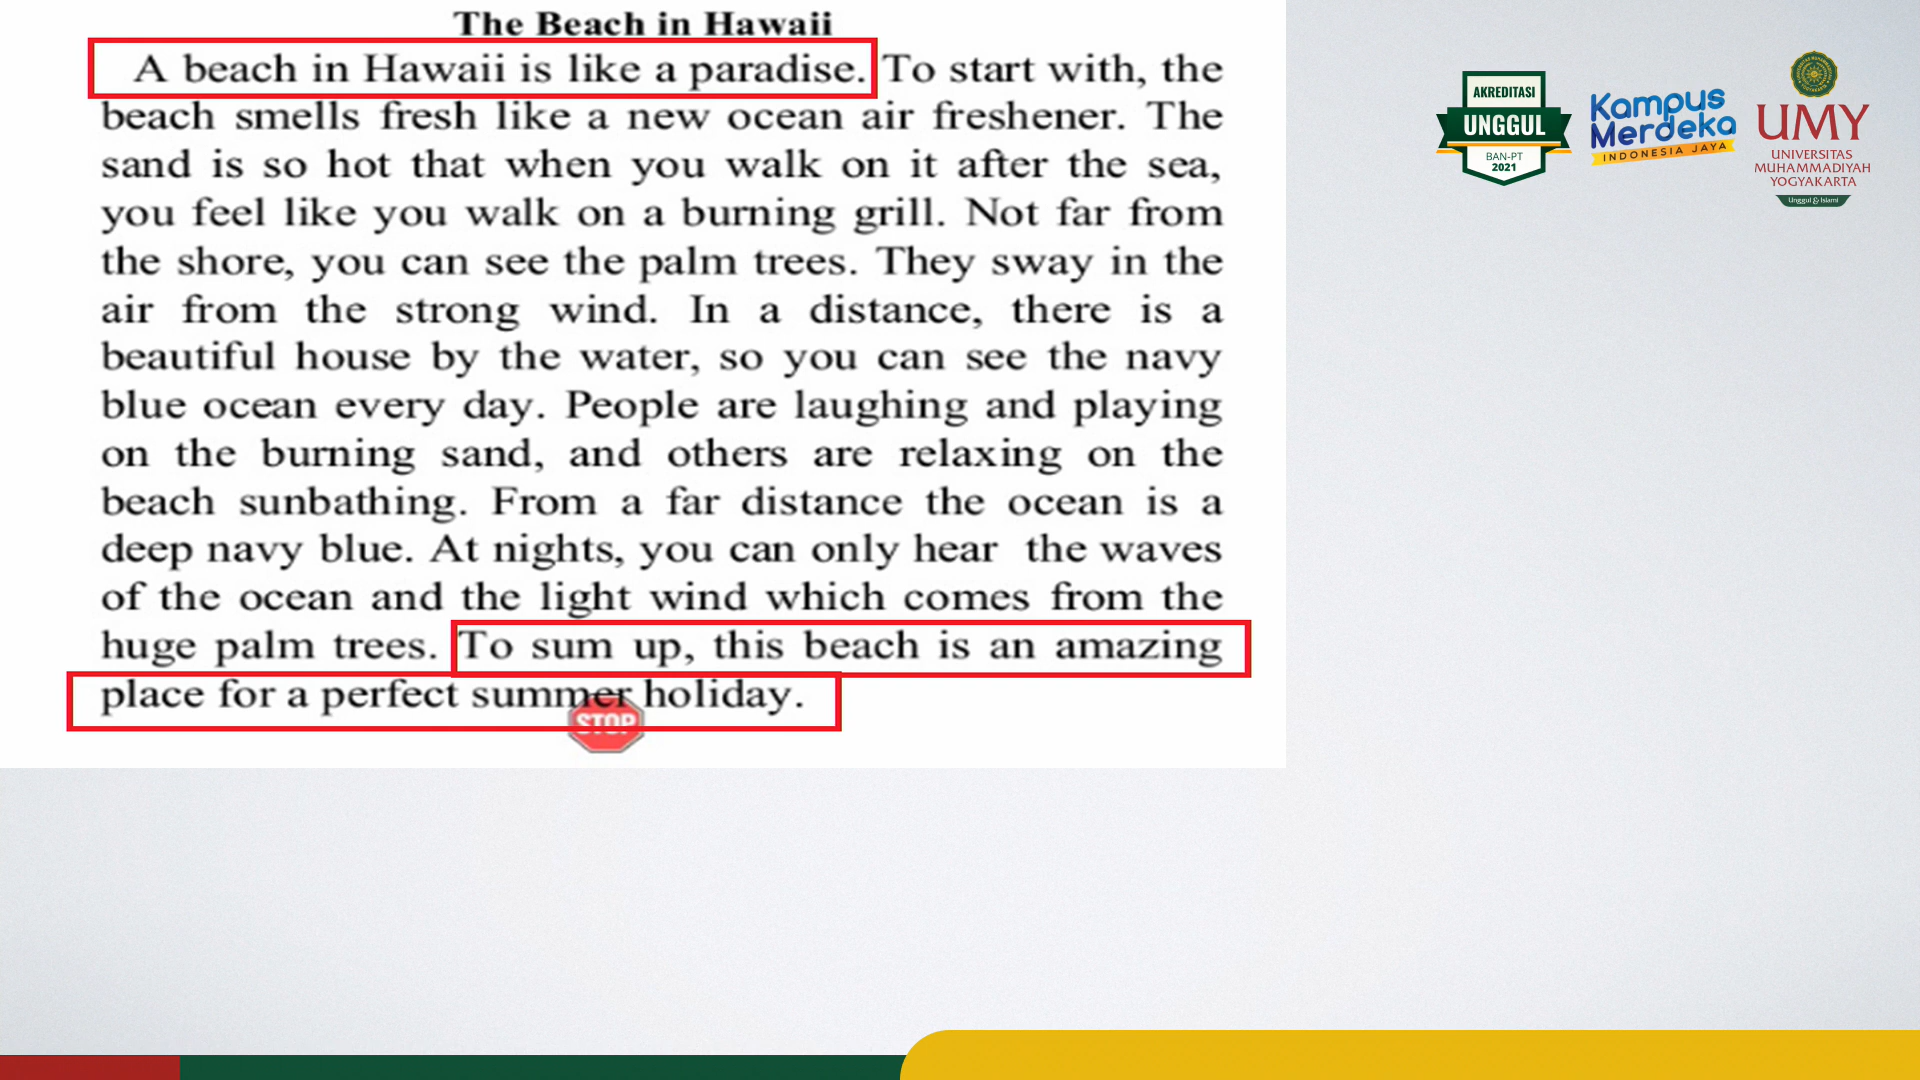 The Beach in Hawaii
A beach in Hawaii is like a paradise. To start with, the
beach smells fresh like a new ocean air freshener. The
sand is so hot that when you walk on it after the sea,
you feel like you walk on a burning grill. Not far from
the shore, you can see the palm trees. They sway in the
air from the strong wind. In a distance, there is a
beautiful house by the water, so you can see the navy
blue ocean every day. People are laughing and playing
on the burning sand, and others are relaxing on the
beach sunbathing. From a far distance the ocean is a
deep navy blue. At nights, you can only hear the waves
of the ocean and the light wind which comes from the
huge palm trees. To sum up, this beach is an amazing
place for a perfect summer holiday.
STOP
AKREDITASI
UNGGUL
BAN-PT
2021
Kampus
Merdeka
INDONESIA JAYA
UMY
UNIVERSITAS
MUHAMMADIYAH
YOGYAKARTA
Unggul & Islami